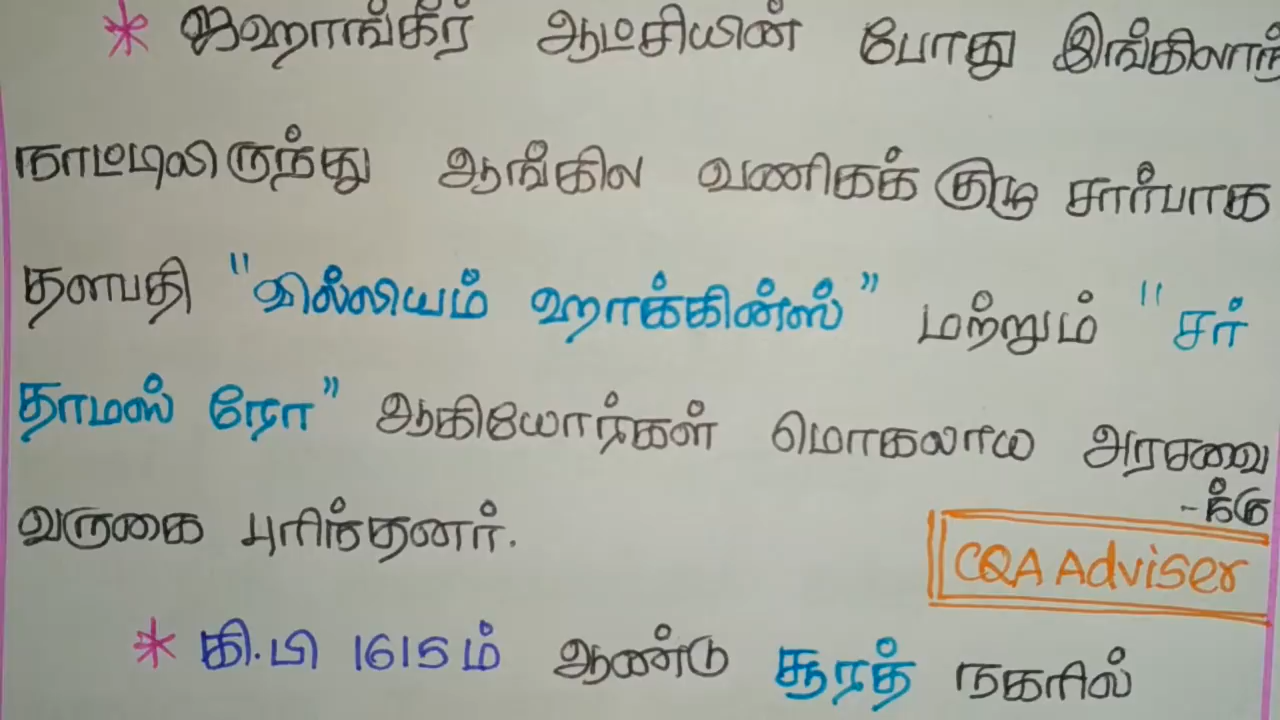 * ஜஹாங்கீர் ஆட்சியின் போது இங்கிலாந்
நாட்டிலிருந்து ஆங்கில வணிகக் குழு சார்பாக
தளபதி "வில்லியம் ஹாக்கின்ஸ்" மற்றும் "சர்
தாமஸ் ரோ" ஆகியோர்கள் மொகலாய அரசவை
-க்கு
வருகை புரிந்தனர்.
CQA Adviser
* கி.பி 1615ம் ஆண்டு சூரத் நகரில்